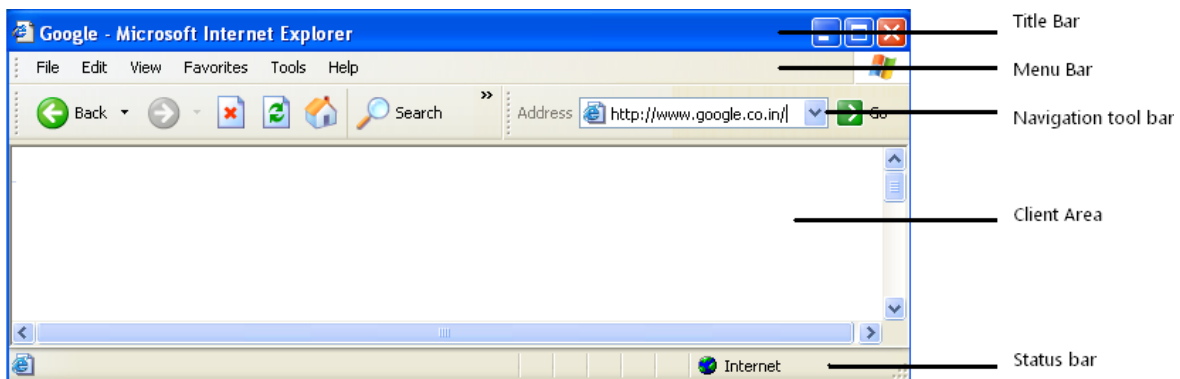 Google - Microsoft Internet Explorer
Title Bar
File Edit View Favorites Tools Help
Menu Bar
Back Search » Address http://www.google.co.in/ Go
Navigation tool bar
Client Area
Internet
Status bar